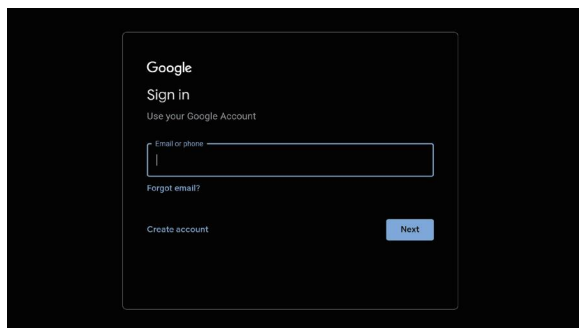 Google
Sign in
Use your Google Account
Email or phone
Forgot email?
Create account
Next